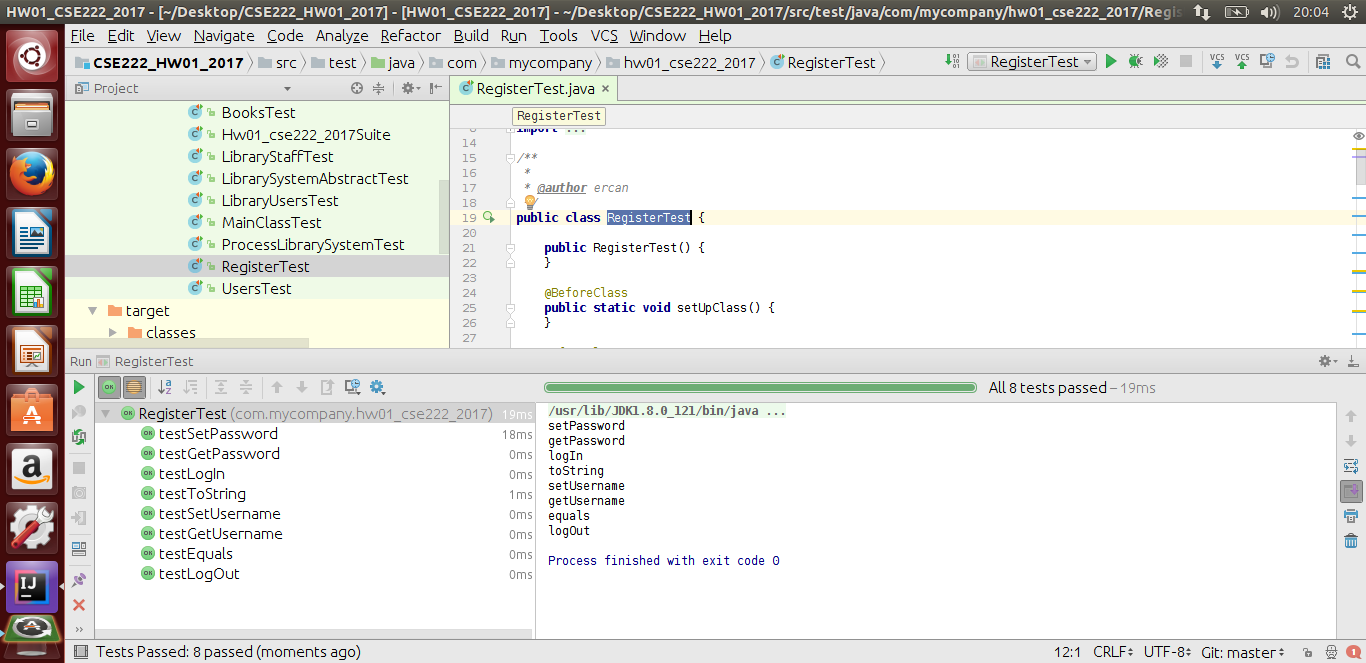 HW01_CSE222_2017 - [~/Desktop/CSE222_HW01_2017] - [HW01_CSE222_2017] - ~/Desktop/CSE222_HW01_2017/src/test/java/com/mycompany/hw01_cse222_2017/Regis 20:04
File Edit View Navigate Code Analyze Refactor Build Run Tools VCS Window Help
CSE222_HW01_2017 src test java com mycompany hw01_cse222_2017 RegisterTest RegisterTest VCS VCS
Project
RegisterTest.java ×
BooksTest
Hw01_cse222_2017Suite
LibraryStaffTest
LibrarySystemAbstractTest
LibraryUsersTest
MainClassTest
ProcessLibrarySystemTest
RegisterTest
UsersTest
target
classes
RegisterTest
import ...
14
15 /**
16 *
17 * @author ercan
18 /
19 public class RegisterTest {
20
21 public RegisterTest() {
22 }
23
24 @BeforeClass
25 public static void setUpClass() {
26 }
27
Run RegisterTest
All 8 tests passed – 19ms
RegisterTest (com.mycompany.hw01_cse222_2017) 19ms
testSetPassword 18ms
testGetPassword 0ms
testLogIn 0ms
testToString 1ms
testSetUsername 0ms
testGetUsername 0ms
testEquals 0ms
testLogOut 0ms
/usr/lib/JDK1.8.0_121/bin/java ...
setPassword
getPassword
logIn
toString
setUsername
getUsername
equals
logOut
Process finished with exit code 0
Tests Passed: 8 passed (moments ago) 12:1 CRLF UTF-8 Git: master 1